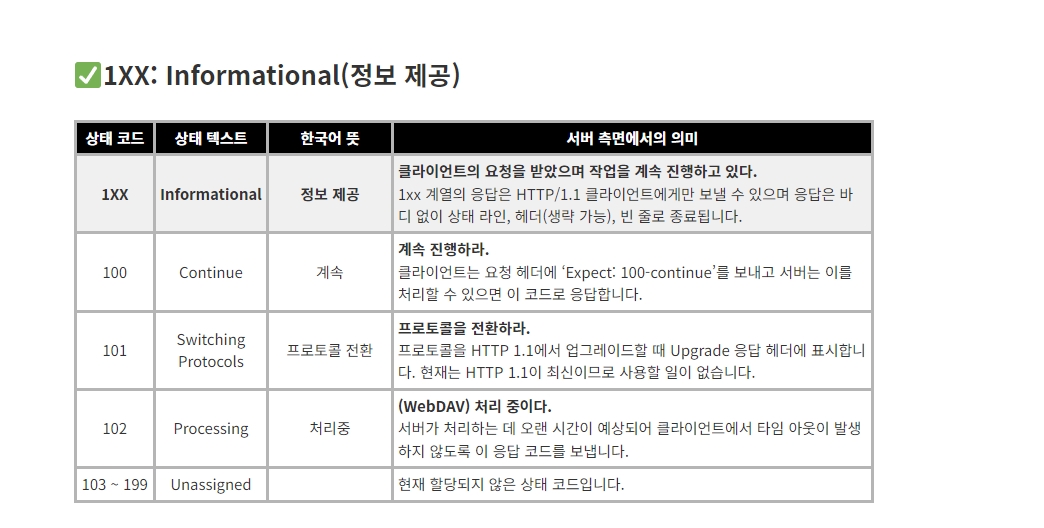 ✅1XX: Informational(정보 제공)
상태 코드 상태 텍스트 한국어 뜻 서버 측면에서의 의미
1XX Informational 정보 제공 클라이언트의 요청을 받았으며 작업을 계속 진행하고 있다.
1xx 계열의 응답은 HTTP/1.1 클라이언트에게만 보낼 수 있으며 응답은 바
디 없이 상태 라인, 헤더(생략 가능), 빈 줄로 종료됩니다.
100 Continue 계속 계속 진행하라.
클라이언트는 요청 헤더에 ‘Expect: 100-continue’를 보내고 서버는 이를
처리할 수 있으면 이 코드로 응답합니다.
101 Switching
Protocols 프로토콜 전환 프로토콜을 전환하라.
프로토콜을 HTTP 1.1에서 업그레이드할 때 Upgrade 응답 헤더에 표시합니
다. 현재는 HTTP 1.1이 최신이므로 사용할 일이 없습니다.
102 Processing 처리중 (WebDAV) 처리 중이다.
서버가 처리하는 데 오랜 시간이 예상되어 클라이언트에서 타임 아웃이 발생
하지 않도록 이 응답 코드를 보냅니다.
103 ~ 199 Unassigned 현재 할당되지 않은 상태 코드입니다.